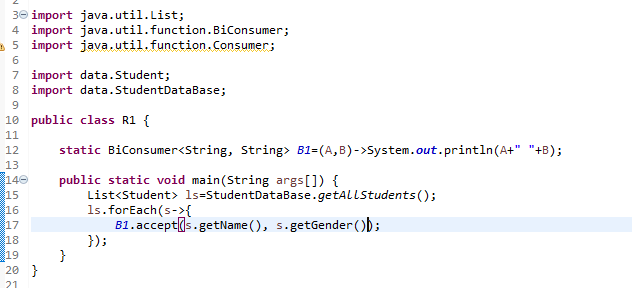 3 import java.util.List;
4 import java.util.function.BiConsumer;
5 import java.util.function.Consumer;
6
7 import data.Student;
8 import data.StudentDataBase;
9
10 public class R1 {
11
12     static BiConsumer<String, String> B1=(A,B)->System.out.println(A+" "+B);
13
14     public static void main(String args[]) {
15         List<Student> ls=StudentDataBase.getAllStudents();
16         ls.forEach(s->{
17             B1.accept(s.getName(), s.getGender());
18         });
19     }
20 }
21